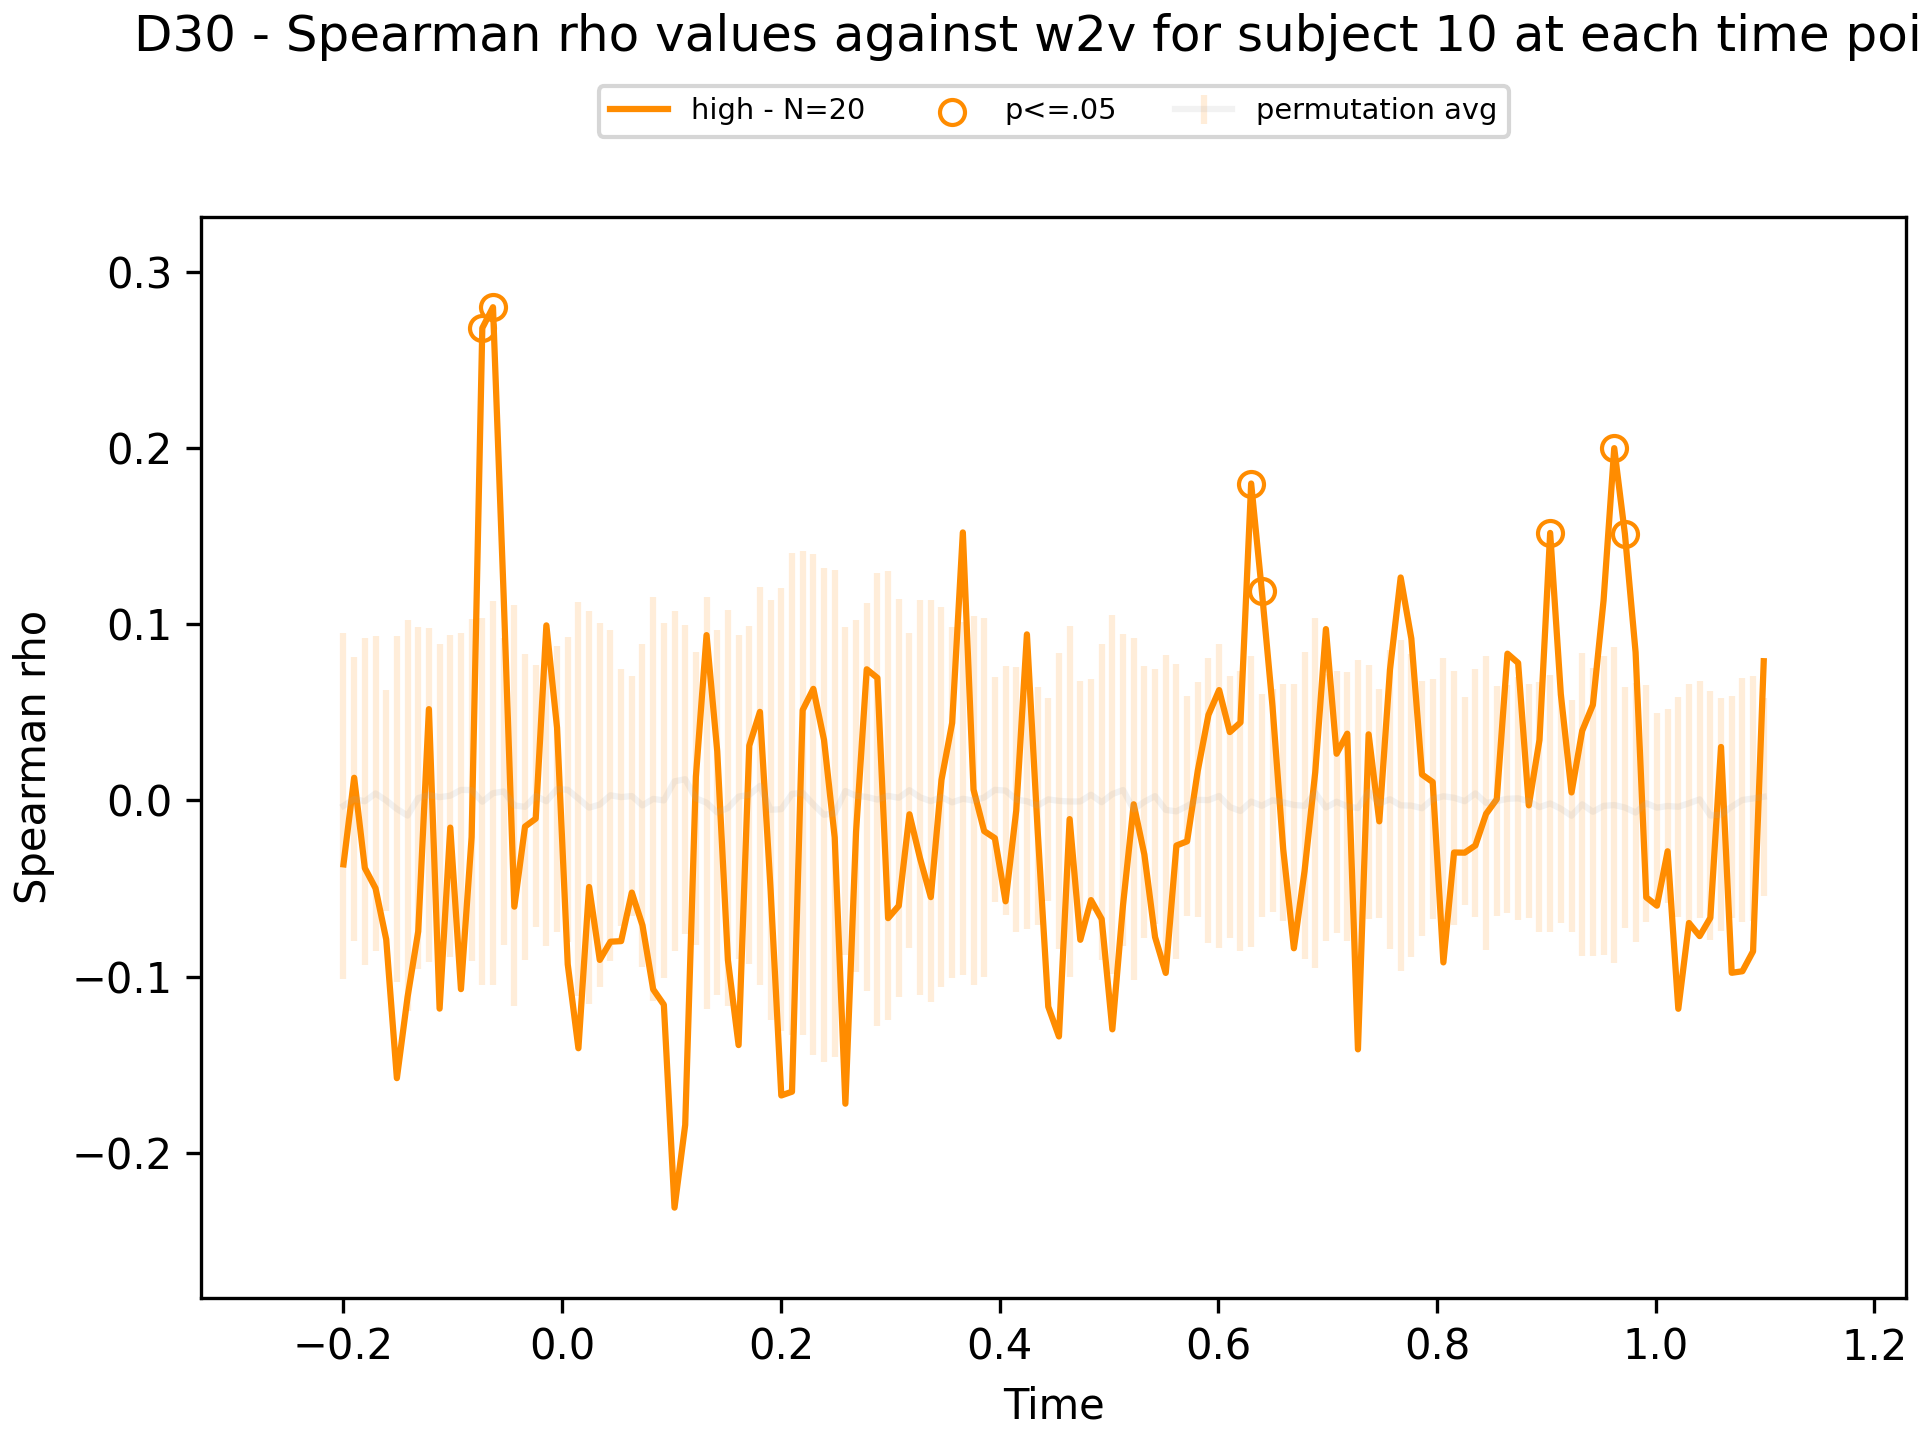 D30 - Spearman rho values against w2v for subject 10 at each time poi
high - N=20 p<=.05 permutation avg
0.3
0.2
0.1
0.0
−0.1
−0.2
Spearman rho
−0.2 0.0 0.2 0.4 0.6 0.8 1.0 1.2
Time